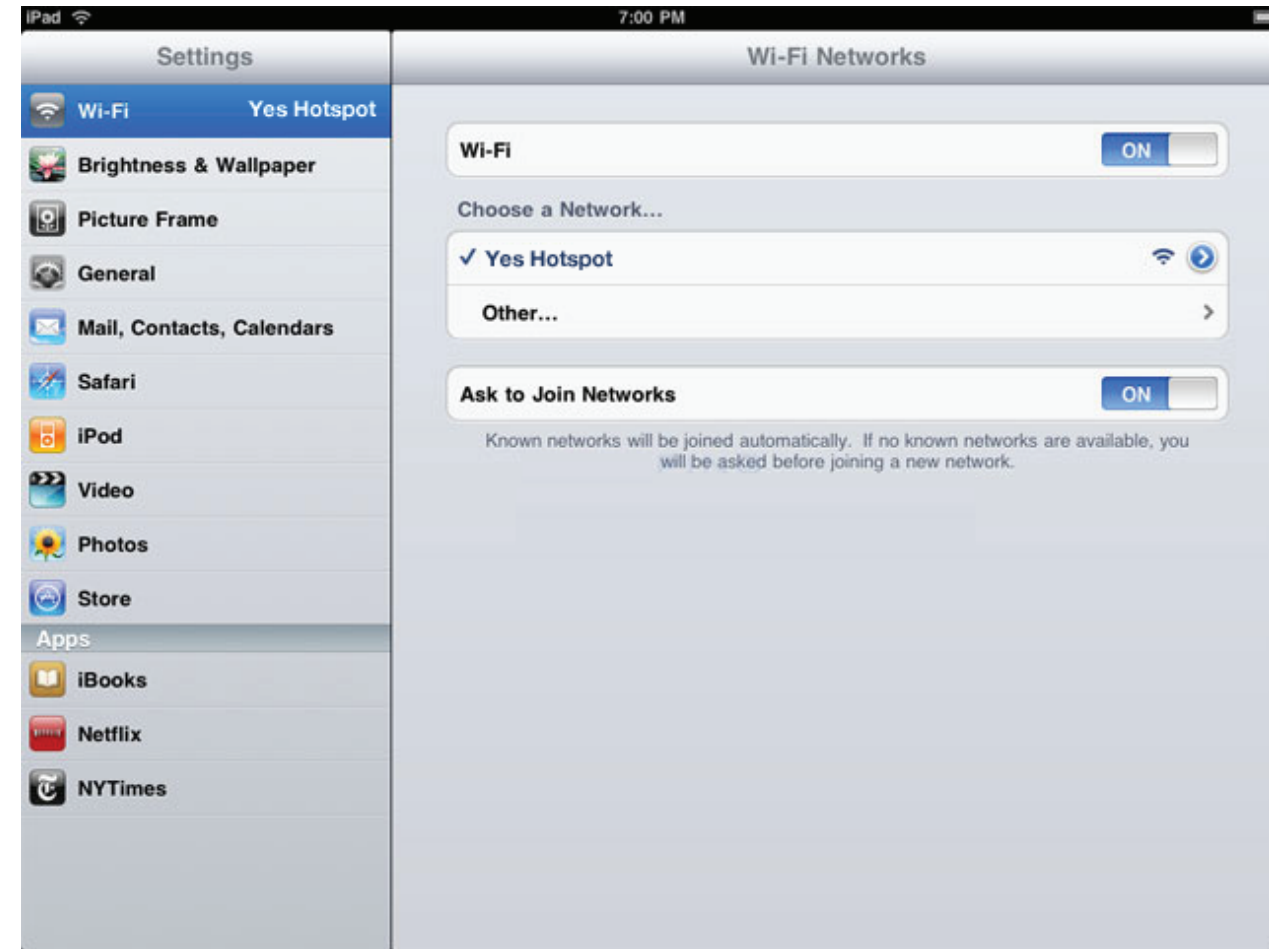 iPad 7:00 PM
Settings
Wi-Fi Yes Hotspot
Brightness & Wallpaper
Picture Frame
General
Mail, Contacts, Calendars
Safari
iPod
Video
Photos
Store
Apps
iBooks
Netflix
NYTimes
Wi-Fi Networks
Wi-Fi ON
Choose a Network...
✓ Yes Hotspot
Other...
Ask to Join Networks ON
Known networks will be joined automatically. If no known networks are available, you
will be asked before joining a new network.